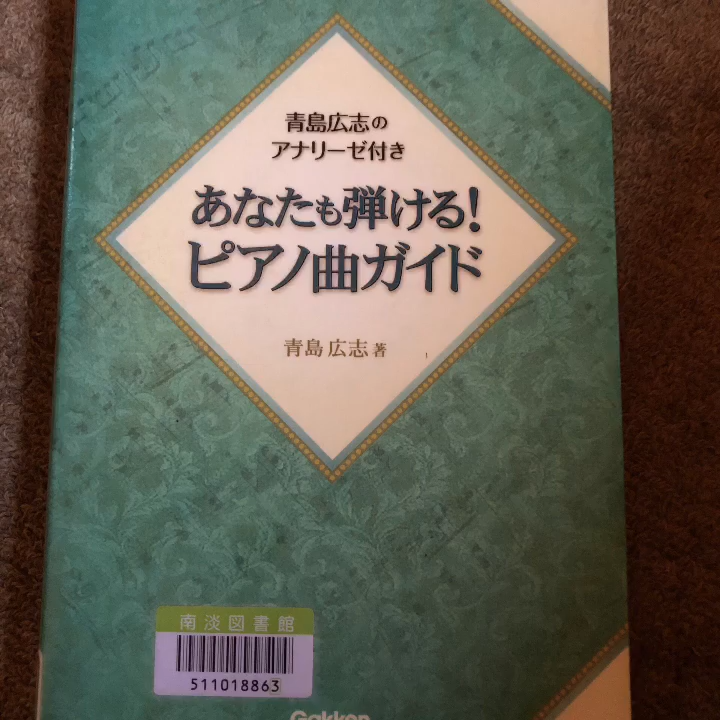 青島広志の
アナリーゼ付き
あなたも弾ける!
ピアノ曲ガイド
青島広志 著
南淡図書館
511018863
Gakken